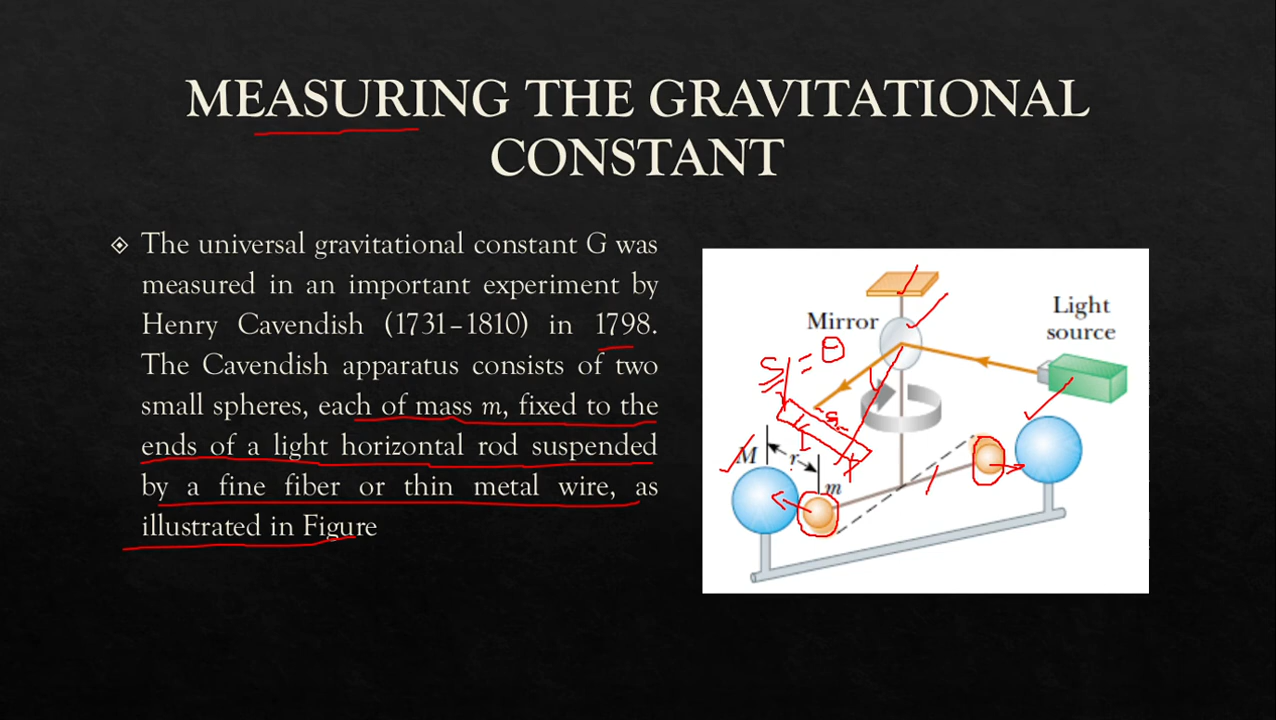 MEASURING THE GRAVITATIONAL
CONSTANT
The universal gravitational constant G was
measured in an important experiment by
Henry Cavendish (1731–1810) in 1798.
The Cavendish apparatus consists of two
small spheres, each of mass m, fixed to the
ends of a light horizontal rod suspended
by a fine fiber or thin metal wire, as
illustrated in Figure
Mirror
Light
source
= θ
M
r
m